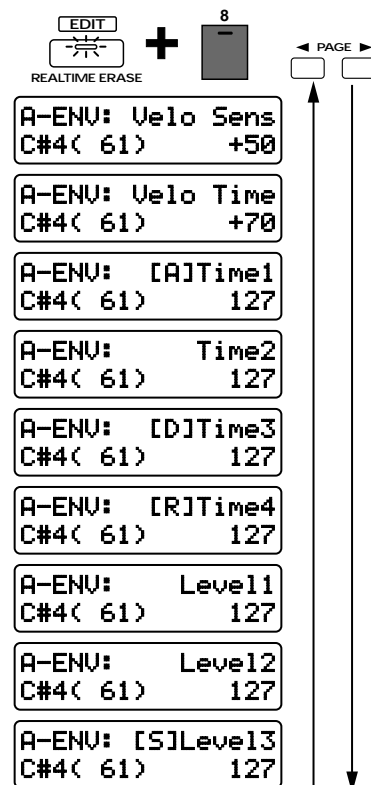 EDIT
8
◄ PAGE ►
REALTIME ERASE
A-ENV: Velo Sens
C#4( 61) +50
A-ENV: Velo Time
C#4( 61) +70
A-ENV: [A]Time1
C#4( 61) 127
A-ENV: Time2
C#4( 61) 127
A-ENV: [D]Time3
C#4( 61) 127
A-ENV: [R]Time4
C#4( 61) 127
A-ENV: Level1
C#4( 61) 127
A-ENV: Level2
C#4( 61) 127
A-ENV: [S]Level3
C#4( 61) 127